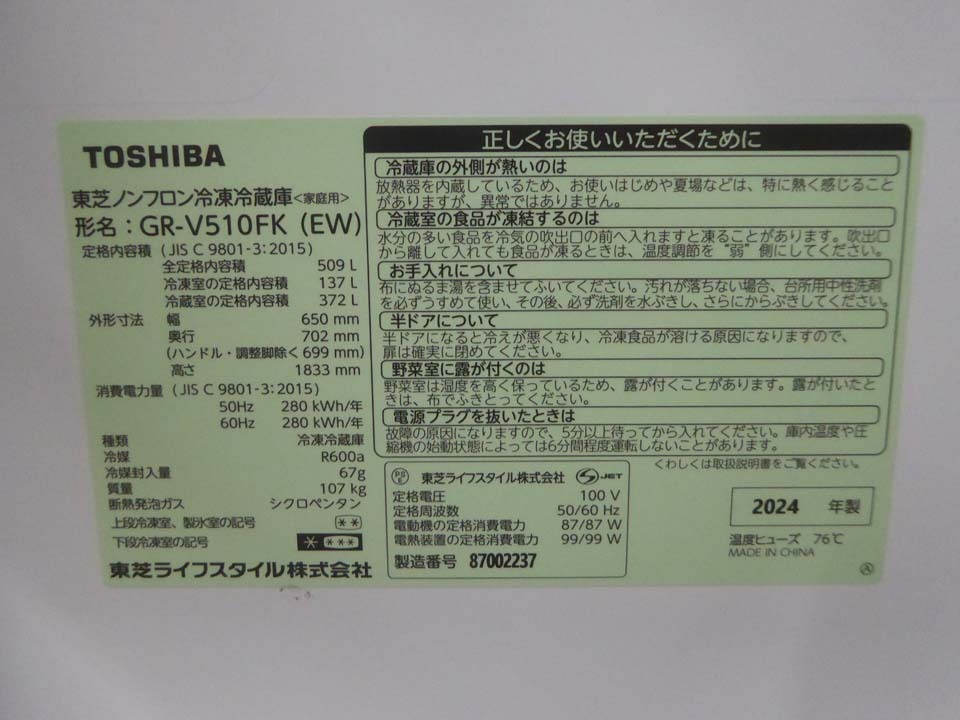 TOSHIBA
東芝ノンフロン冷凍冷蔵庫<家庭用>
形名:GR-V510FK (EW)
定格内容積 (JIS C 9801-3:2015)
全定格内容積 509 L
冷凍室の定格内容積 137 L
冷蔵室の定格内容積 372 L
外形寸法 幅 650 mm
奥行 702 mm
(ハンドル・調整脚除く 699 mm)
高さ 1833 mm
消費電力量 (JIS C 9801-3:2015)
50Hz 280 kWh/年
60Hz 280 kWh/年
種類 冷凍冷蔵庫
冷媒 R600a
冷媒封入量 67g
質量 107 kg
断熱発泡ガス シクロペンタン
上段冷凍室、製氷室の記号 **
下段冷凍室の記号 * ***
東芝ライフスタイル株式会社
正しくお使いいただくために
冷蔵庫の外側が熱いのは
放熱器を内蔵しているため、お使いはじめや夏場などは、特に熱く感じること
がありますが、異常ではありません。
冷蔵室の食品が凍結するのは
水分の多い食品を冷気の吹出口の前へ入れますと凍ることがあります。吹出口
から離して入れても食品が凍るときは、温度調節を"弱"側にしてください。
お手入れについて
布にぬるま湯を含ませてふいてください。汚れが落ちない場合、台所用中性洗剤
を必ずうすめて使い、その後、必ず洗剤を水ぶきし、さらにからぶきしてください。
半ドアについて
半ドアになると冷えが悪くなり、冷凍食品が溶ける原因になりますので、
扉は確実に閉めてください。
野菜室に露が付くのは
野菜室は湿度を高く保っているため、露が付くことがあります。露が付いたと
きは、布でふきとってください。
電源プラグを抜いたときは
故障の原因になりますので、5分以上待ってから入れてください。庫内温度や圧
縮機の始動状態によっては6分間程度運転しないことがあります。
くわしくは取扱説明書をご覧ください。
PS E 東芝ライフスタイル株式会社 S JET
定格電圧 100 V
定格周波数 50/60 Hz
電動機の定格消費電力 87/87 W
電熱装置の定格消費電力 99/99 W
製造番号 87002237
2024 年製
温度ヒューズ 76℃
MADE IN CHINA
A